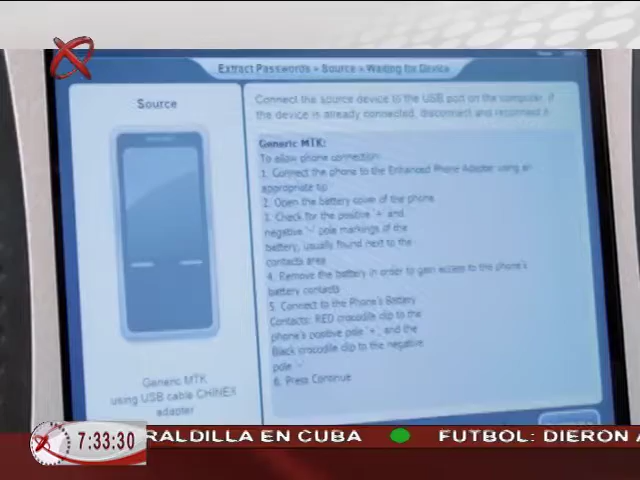 Extract Passwords » Source » Waiting for Device
Source
Connect the source device to the USB port on the computer, if
the device is already connected, disconnect and reconnect it
Generic MTK:
To allow phone connection:
1. Connect the phone to the Enhanced Phone Adapter using an
appropriate tip
2. Open the battery cover of the phone
3. Check for the positive '+' and
negative '-' pole markings of the
battery, usually found next to the
contacts area
4. Remove the battery in order to gain access to the phone's
battery contacts
5. Connect to the Phone's Battery
Contacts: RED crocodile clip to the
phone's positive pole '+', and the
Black crocodile clip to the negative
pole '-'
6. Press Continue
Generic MTK
using USB cable CHINEX
adapter
7:33:30
RALDILLA EN CUBA
FUTBOL: DIERON A